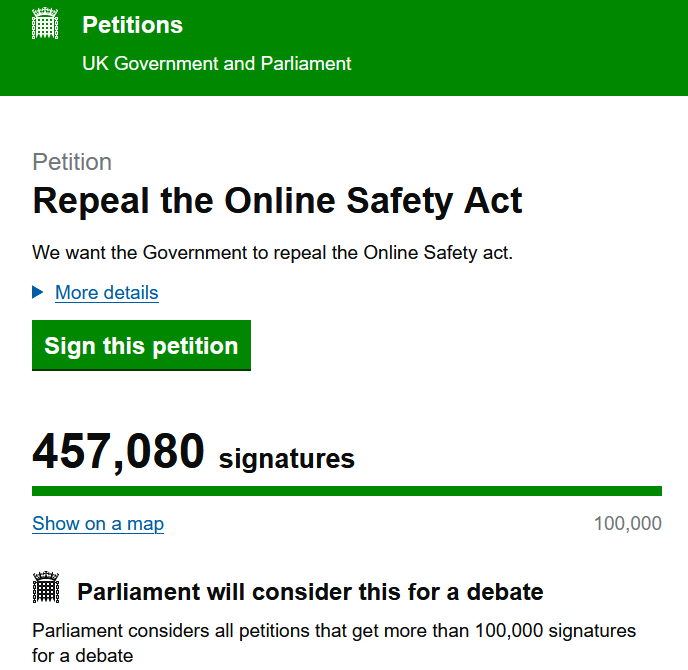 Petitions
UK Government and Parliament
Petition
Repeal the Online Safety Act
We want the Government to repeal the Online Safety act.
More details
Sign this petition
457,080 signatures
Show on a map 100,000
Parliament will consider this for a debate
Parliament considers all petitions that get more than 100,000 signatures
for a debate